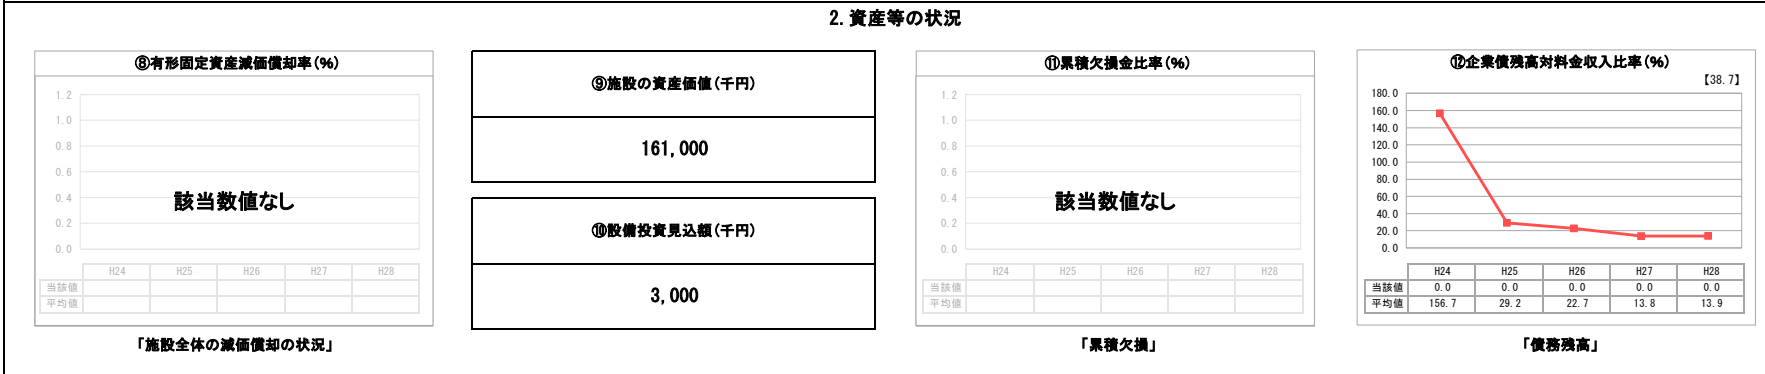 2.資産等の状況
⑧有形固定資産減価償却率(%)
1.2
1.0
0.8
0.6
0.4
0.2
0.0
該当数値なし
H24 H25 H26 H27 H28
当該値
平均値
「施設全体の減価償却の状況」
⑨施設の資産価値(千円)
161,000
⑩設備投資見込額(千円)
3,000
⑪累積欠損金比率(%)
1.2
1.0
0.8
0.6
0.4
0.2
0.0
該当数値なし
H24 H25 H26 H27 H28
当該値
平均値
「累積欠損」
⑫企業債残高対料金収入比率(%)
【38.7】
180.0
160.0
140.0
120.0
100.0
80.0
60.0
40.0
20.0
0.0
H24 H25 H26 H27 H28
当該値 0.0 0.0 0.0 0.0 0.0
平均値 156.7 29.2 22.7 13.8 13.9
「債務残高」